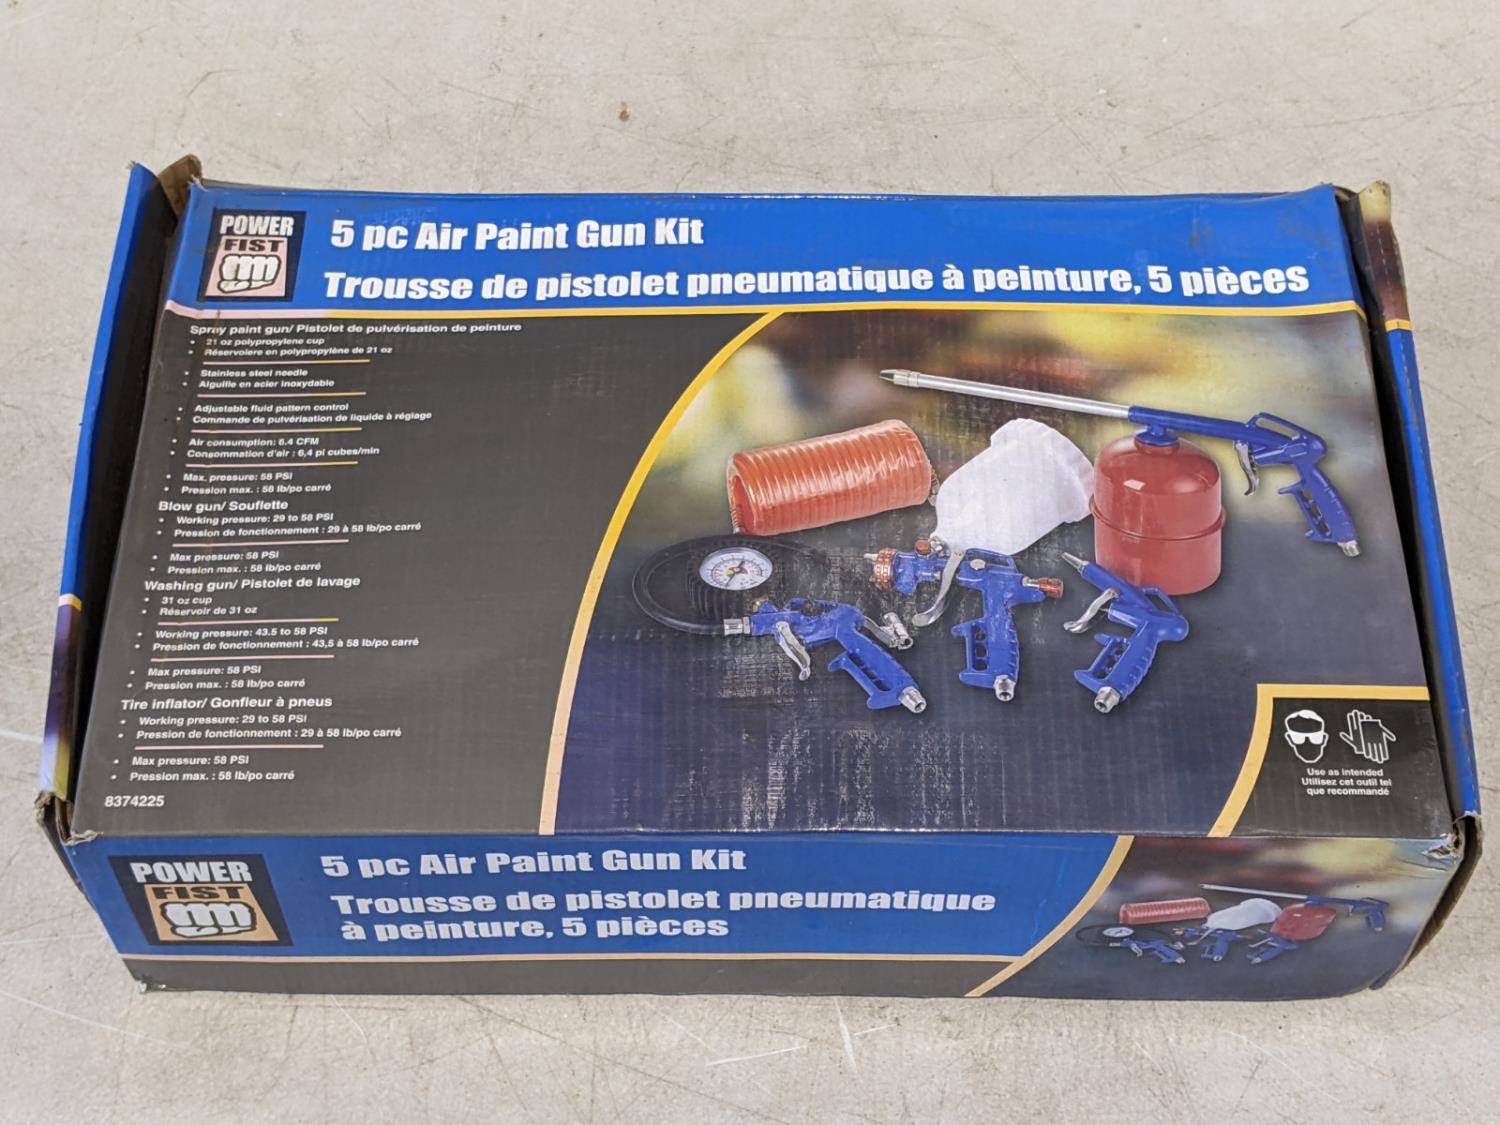 POWER
FIST
5 pc Air Paint Gun Kit
Trousse de pistolet pneumatique à peinture, 5 pièces
Spray paint gun/ Pistolet de pulvérisation de peinture
• 21 oz polypropylene cup
• Réservoiere en polypropylène de 21 oz
• Stainless steel needle
• Aiguille en acier inoxydable
• Adjustable fluid pattern control
• Commande de pulvérisation de liquide à réglage
• Air consumption: 6.4 CFM
• Consommation d'air : 6,4 pi cubes/min
• Max. pressure: 58 PSI
• Pression max. : 58 lb/po carré
Blow gun/ Souflette
• Working pressure: 29 to 58 PSI
• Pression de fonctionnement : 29 à 58 lb/po carré
• Max pressure: 58 PSI
• Pression max. : 58 lb/po carré
Washing gun/ Pistolet de lavage
• 31 oz cup
• Réservoir de 31 oz
• Working pressure: 43.5 to 58 PSI
• Pression de fonctionnement : 43,5 à 58 lb/po carré
• Max pressure: 58 PSI
• Pression max. : 58 lb/po carré
Tire inflator/ Gonfleur à pneus
• Working pressure: 29 to 58 PSI
• Pression de fonctionnement : 29 à 58 lb/po carré
• Max pressure: 58 PSI
• Pression max. : 58 lb/po carré
8374225
Use as intended
Utilisez cet outil tel
que recommandé
POWER
FIST
5 pc Air Paint Gun Kit
Trousse de pistolet pneumatique
à peinture, 5 pièces